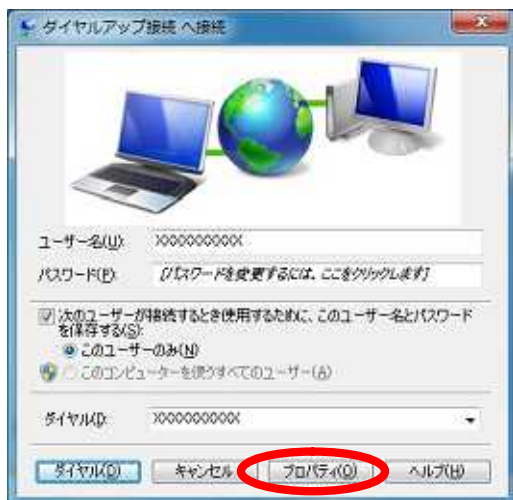 ダイヤルアップ接続 へ接続
ユーザー名(U): XXXXXXXXXX
パスワード(P): [パスワードを変更するには、ここをクリックします]
次のユーザーが接続するとき使用するために、このユーザー名とパスワード
を保存する(S):
このユーザーのみ(N)
このコンピューターを使うすべてのユーザー(A)
ダイヤル(I): XXXXXXXXXX
ダイヤル(D) キャンセル プロパティ(O) ヘルプ(H)